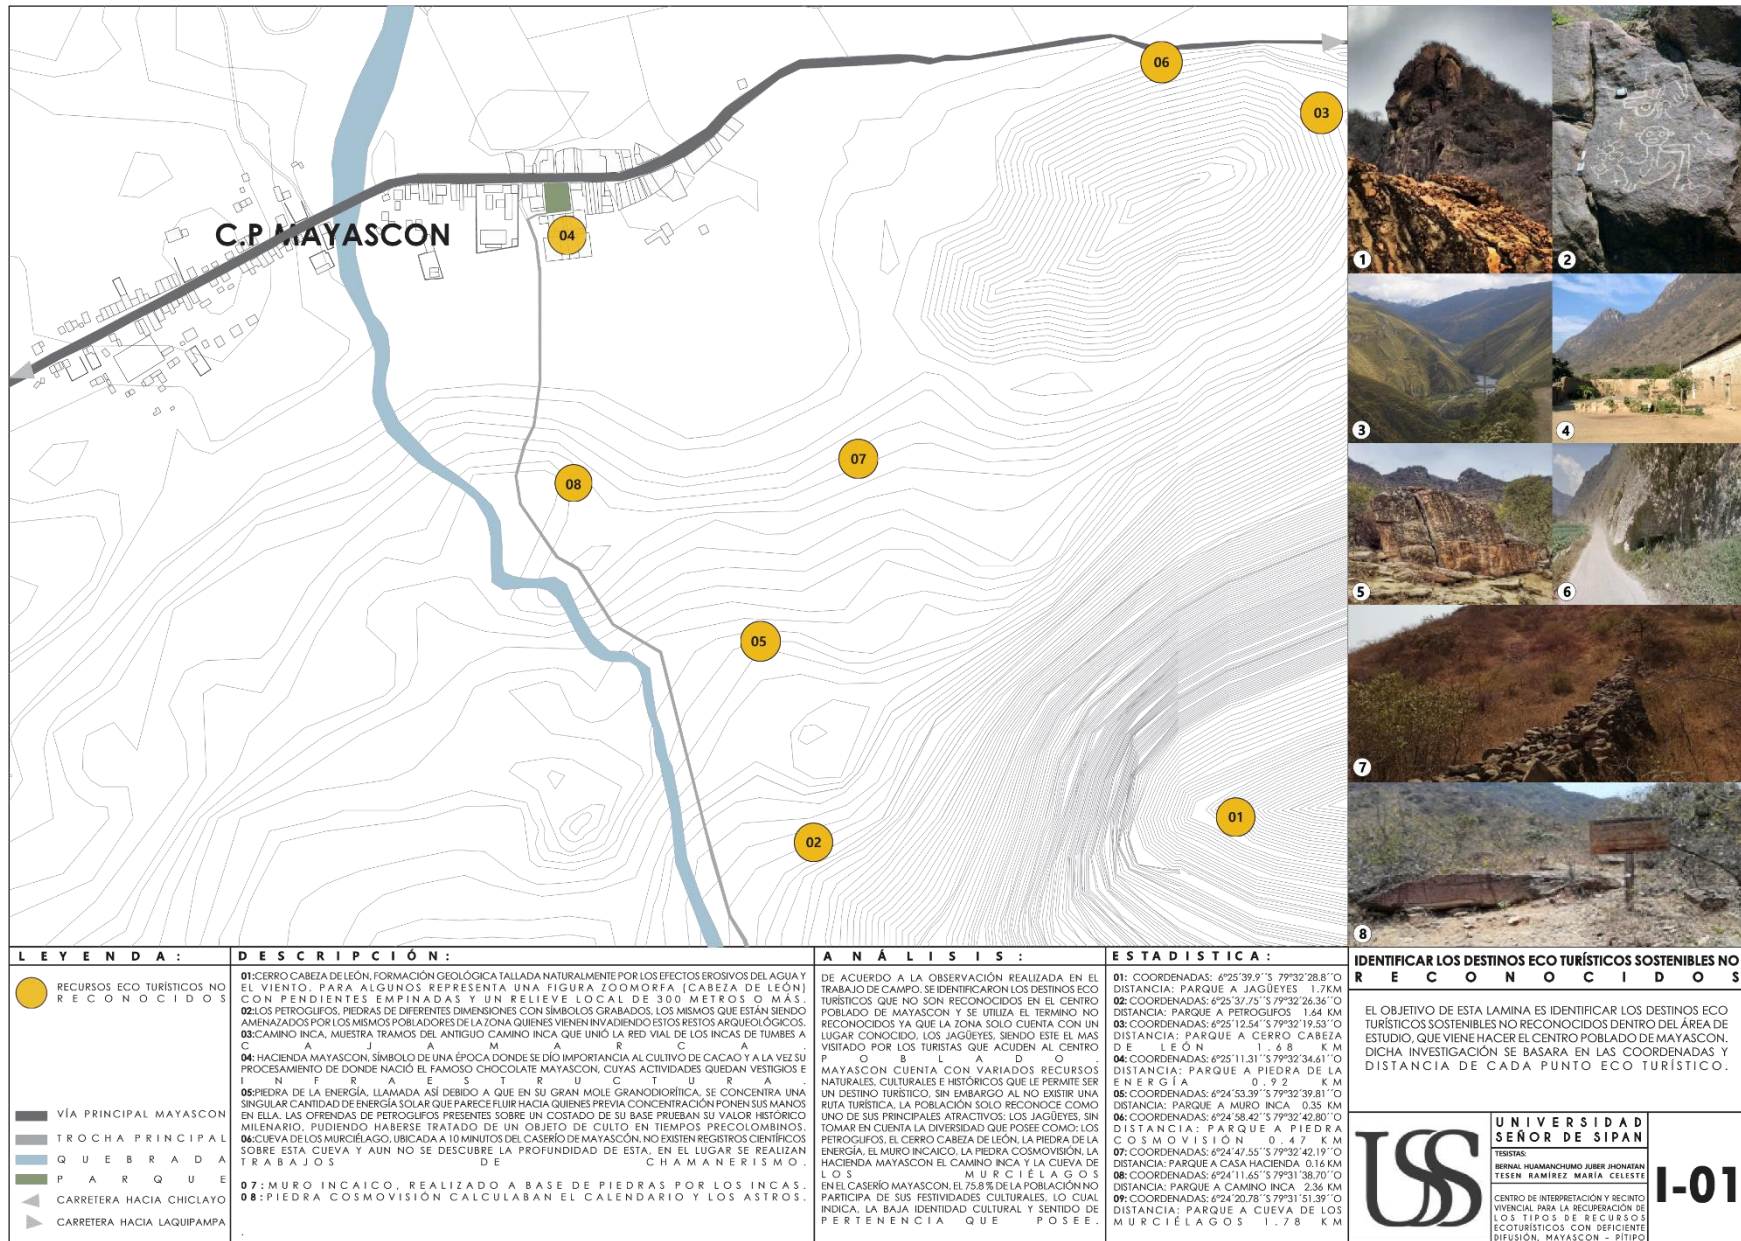 C.P MAYASCON
06
03
04
07
08
05
01
02
1
2
3
4
5
6
7
8
LEYENDA:
RECURSOS ECO TURÍSTICOS NO
RECONOCIDOS
VÍA PRINCIPAL MAYASCON
TROCHA PRINCIPAL
QUEBRADA
PARQUE
CARRETERA HACIA CHICLAYO
CARRETERA HACIA LAQUIPAMPA
DESCRIPCIÓN:
01:CERRO CABEZA DE LEÓN, FORMACIÓN GEOLÓGICA TALLADA NATURALMENTE POR LOS EFECTOS EROSIVOS DEL AGUA Y
EL VIENTO. PARA ALGUNOS REPRESENTA UNA FIGURA ZOOMORFA (CABEZA DE LEÓN)
CON PENDIENTES EMPINADAS Y UN RELIEVE LOCAL DE 300 METROS O MÁS.
02:LOS PETROGLIFOS, PIEDRAS DE DIFERENTES DIMENSIONES CON SÍMBOLOS GRABADOS, LOS MISMOS QUE ESTÁN SIENDO
AMENAZADOS POR LOS MISMOS POBLADORES DE LA ZONA QUIENES VIENEN INVADIENDO ESTOS RESTOS ARQUEOLÓGICOS.
03:CAMINO INCA, MUESTRA TRAMOS DEL ANTIGUO CAMINO INCA QUE UNIÓ LA RED VIAL DE LOS INCAS DE TUMBES A
CAJAMARCA.
04: HACIENDA MAYASCON, SÍMBOLO DE UNA ÉPOCA DONDE SE DÍO IMPORTANCIA AL CULTIVO DE CACAO Y A LA VEZ SU
PROCESAMIENTO DE DONDE NACIÓ EL FAMOSO CHOCOLATE MAYASCON, CUYAS ACTIVIDADES QUEDAN VESTIGIOS E
INFRAESTRUCTURA.
05:PIEDRA DE LA ENERGÍA, LLAMADA ASÍ DEBIDO A QUE EN SU GRAN MOLE GRANODIORÍTICA, SE CONCENTRA UNA
SINGULAR CANTIDAD DE ENERGÍA SOLAR QUE PARECE FLUIR HACIA QUIENES PREVIA CONCENTRACIÓN PONEN SUS MANOS
EN ELLA. LAS OFRENDAS DE PETROGLIFOS PRESENTES SOBRE UN COSTADO DE SU BASE PRUEBAN SU VALOR HISTÓRICO
MILENARIO, PUDIENDO HABERSE TRATADO DE UN OBJETO DE CULTO EN TIEMPOS PRECOLOMBINOS.
06:CUEVA DE LOS MURCIÉLAGO, UBICADA A 10 MINUTOS DEL CASERÍO DE MAYASCÓN. NO EXISTEN REGISTROS CIENTÍFICOS
SOBRE ESTA CUEVA Y AUN NO SE DESCUBRE LA PROFUNDIDAD DE ESTA, EN EL LUGAR SE REALIZAN
TRABAJOS DE CHAMANERISMO.
07:MURO INCAICO, REALIZADO A BASE DE PIEDRAS POR LOS INCAS.
08:PIEDRA COSMOVISIÓN CALCULABAN EL CALENDARIO Y LOS ASTROS.
.
ANÁLISIS:
DE ACUERDO A LA OBSERVACIÓN REALIZADA EN EL
TRABAJO DE CAMPO. SE IDENTIFICARON LOS DESTINOS ECO
TURÍSTICOS QUE NO SON RECONOCIDOS EN EL CENTRO
POBLADO DE MAYASCON Y SE UTILIZA EL TERMINO NO
RECONOCIDOS YA QUE LA ZONA SOLO CUENTA CON UN
LUGAR CONOCIDO, LOS JAGÜEYES, SIENDO ESTE EL MAS
VISITADO POR LOS TURISTAS QUE ACUDEN AL CENTRO
POBLADO.
MAYASCON CUENTA CON VARIADOS RECURSOS
NATURALES, CULTURALES E HISTÓRICOS QUE LE PERMITE SER
UN DESTINO TURÍSTICO, SIN EMBARGO AL NO EXISTIR UNA
RUTA TURÍSTICA, LA POBLACIÓN SOLO RECONOCE COMO
UNO DE SUS PRINCIPALES ATRACTIVOS: LOS JAGÜEYES, SIN
TOMAR EN CUENTA LA DIVERSIDAD QUE POSEE COMO: LOS
PETROGLIFOS, EL CERRO CABEZA DE LEÓN, LA PIEDRA DE LA
ENERGÍA, EL MURO INCAICO, LA PIEDRA COSMOVISIÓN, LA
HACIENDA MAYASCON EL CAMINO INCA Y LA CUEVA DE
LOS MURCIÉLAGOS
EN EL CASERÍO MAYASCON, EL 75.8 % DE LA POBLACIÓN NO
PARTICIPA DE SUS FESTIVIDADES CULTURALES, LO CUAL
INDICA, LA BAJA IDENTIDAD CULTURAL Y SENTIDO DE
PERTENENCIA QUE POSEE.
ESTADISTICA:
01: COORDENADAS: 6°25´39.9´´S 79°32´28.8´´O
DISTANCIA: PARQUE A JAGÜEYES 1.7KM
02: COORDENADAS: 6°25´37.75´´S 79°32´26.36´´O
DISTANCIA: PARQUE A PETROGLIFOS 1.64 KM
03: COORDENADAS: 6°25´12.54´´S 79°32´19.53´´O
DISTANCIA: PARQUE A CERRO CABEZA
DE LEÓN 1.68 KM
04: COORDENADAS: 6°25´11.31´´S 79°32´34.61´´O
DISTANCIA: PARQUE A PIEDRA DE LA
ENERGÍA 0.92 KM
05: COORDENADAS: 6°24´53.39´´S 79°32´39.81´´O
DISTANCIA: PARQUE A MURO INCA 0.35 KM
06: COORDENADAS: 6°24´58.42´´S 79°32´42.80´´O
DISTANCIA: PARQUE A PIEDRA
COSMOVISIÓN 0.47 KM
07: COORDENADAS: 6°24´47.55´´S 79°32´42.19´´O
DISTANCIA: PARQUE A CASA HACIENDA 0.16 KM
08: COORDENADAS: 6°24´11.65´´S 79°31´38.70´´O
DISTANCIA: PARQUE A CAMINO INCA 2.36 KM
09: COORDENADAS: 6°24´20.78´´S 79°31´51.39´´O
DISTANCIA: PARQUE A CUEVA DE LOS
MURCIÉLAGOS 1.78 KM
IDENTIFICAR LOS DESTINOS ECO TURÍSTICOS SOSTENIBLES NO
RECONOCIDOS
EL OBJETIVO DE ESTA LAMINA ES IDENTIFICAR LOS DESTINOS ECO
TURÍSTICOS SOSTENIBLES NO RECONOCIDOS DENTRO DEL ÁREA DE
ESTUDIO, QUE VIENE HACER EL CENTRO POBLADO DE MAYASCON.
DICHA INVESTIGACIÓN SE BASARA EN LAS COORDENADAS Y
DISTANCIA DE CADA PUNTO ECO TURÍSTICO.
USS
UNIVERSIDAD
SEÑOR DE SIPAN
TESISTAS:
BERNAL HUAMANCHUMO JUBER JHONATAN
TESEN RAMÍREZ MARÍA CELESTE
CENTRO DE INTERPRETACIÓN Y RECINTO
VIVENCIAL PARA LA RECUPERACIÓN DE
LOS TIPOS DE RECURSOS
ECOTURÍSTICOS CON DEFICIENTE
DIFUSIÓN, MAYASCON - PÍTIPO
I-01